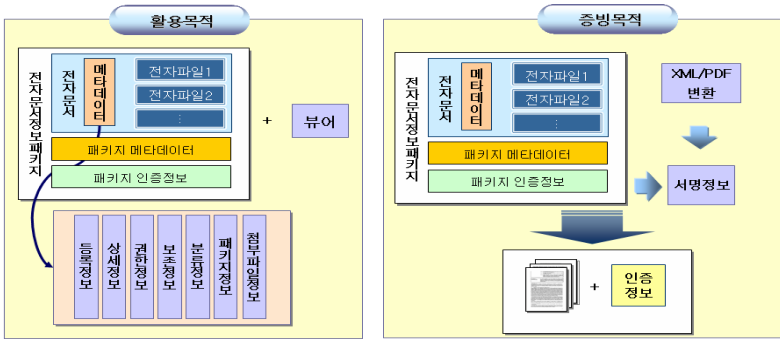 활용목적
전자문서정보패키지
전자문서
메타데이터
전자파일1
전자파일2
⋮
패키지 메타데이터
패키지 인증정보
+
뷰어
등록정보
상세정보
권한정보
보존정보
분류정보
패키지정보
첨부파일정보
증빙목적
전자문서정보패키지
전자문서
메타데이터
전자파일1
전자파일2
⋮
패키지 메타데이터
패키지 인증정보
XML/PDF
변환
서명정보
+
인증
정보